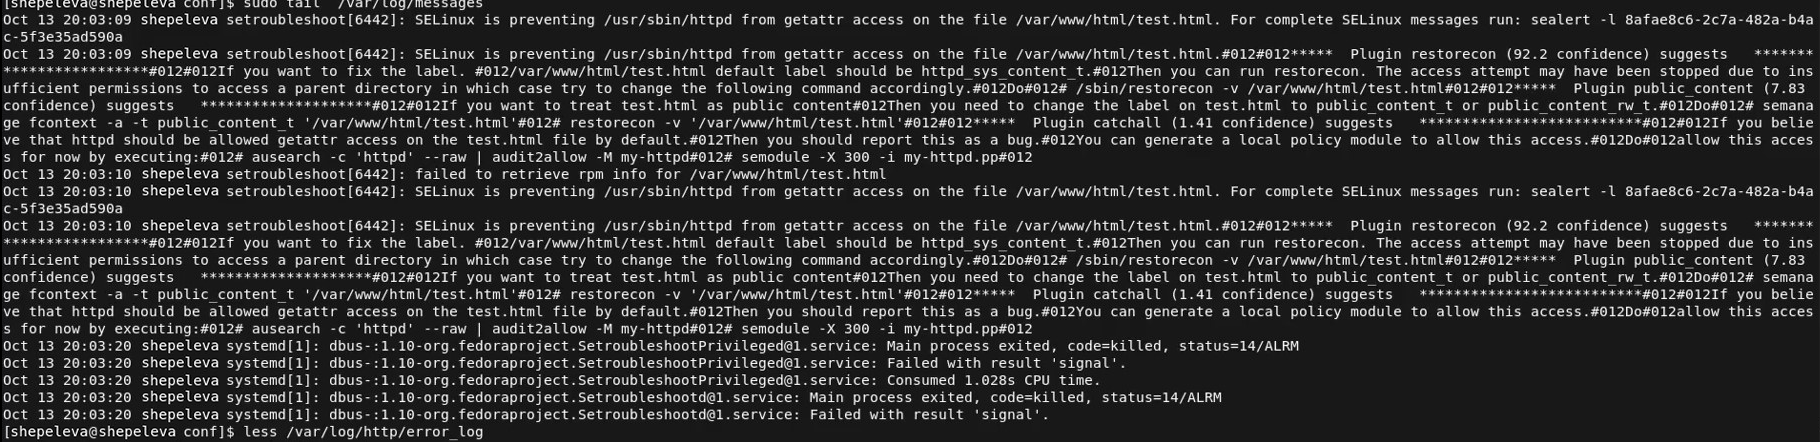 [shepeleva@shepeleva conf]$ sudo tail  /var/log/messages
Oct 13 20:03:09 shepeleva setroubleshoot[6442]: SELinux is preventing /usr/sbin/httpd from getattr access on the file /var/www/html/test.html. For complete SELinux messages run: sealert -l 8afae8c6-2c7a-482a-b4a
c-5f3e35ad590a
Oct 13 20:03:09 shepeleva setroubleshoot[6442]: SELinux is preventing /usr/sbin/httpd from getattr access on the file /var/www/html/test.html.#012#012*****  Plugin restorecon (92.2 confidence) suggests   *******
*****************#012#012If you want to fix the label. #012/var/www/html/test.html default label should be httpd_sys_content_t.#012Then you can run restorecon. The access attempt may have been stopped due to ins
ufficient permissions to access a parent directory in which case try to change the following command accordingly.#012Do#012# /sbin/restorecon -v /var/www/html/test.html#012#012*****  Plugin public_content (7.83 
confidence) suggests   ********************#012#012If you want to treat test.html as public content#012Then you need to change the label on test.html to public_content_t or public_content_rw_t.#012Do#012# semana
ge fcontext -a -t public_content_t '/var/www/html/test.html'#012# restorecon -v '/var/www/html/test.html'#012#012*****  Plugin catchall (1.41 confidence) suggests   **************************#012#012If you belie
ve that httpd should be allowed getattr access on the test.html file by default.#012Then you should report this as a bug.#012You can generate a local policy module to allow this access.#012Do#012allow this acces
s for now by executing:#012# ausearch -c 'httpd' --raw | audit2allow -M my-httpd#012# semodule -X 300 -i my-httpd.pp#012
Oct 13 20:03:10 shepeleva setroubleshoot[6442]: failed to retrieve rpm info for /var/www/html/test.html
Oct 13 20:03:10 shepeleva setroubleshoot[6442]: SELinux is preventing /usr/sbin/httpd from getattr access on the file /var/www/html/test.html. For complete SELinux messages run: sealert -l 8afae8c6-2c7a-482a-b4a
c-5f3e35ad590a
Oct 13 20:03:10 shepeleva setroubleshoot[6442]: SELinux is preventing /usr/sbin/httpd from getattr access on the file /var/www/html/test.html.#012#012*****  Plugin restorecon (92.2 confidence) suggests   *******
*****************#012#012If you want to fix the label. #012/var/www/html/test.html default label should be httpd_sys_content_t.#012Then you can run restorecon. The access attempt may have been stopped due to ins
ufficient permissions to access a parent directory in which case try to change the following command accordingly.#012Do#012# /sbin/restorecon -v /var/www/html/test.html#012#012*****  Plugin public_content (7.83 
confidence) suggests   ********************#012#012If you want to treat test.html as public content#012Then you need to change the label on test.html to public_content_t or public_content_rw_t.#012Do#012# semana
ge fcontext -a -t public_content_t '/var/www/html/test.html'#012# restorecon -v '/var/www/html/test.html'#012#012*****  Plugin catchall (1.41 confidence) suggests   **************************#012#012If you belie
ve that httpd should be allowed getattr access on the test.html file by default.#012Then you should report this as a bug.#012You can generate a local policy module to allow this access.#012Do#012allow this acces
s for now by executing:#012# ausearch -c 'httpd' --raw | audit2allow -M my-httpd#012# semodule -X 300 -i my-httpd.pp#012
Oct 13 20:03:20 shepeleva systemd[1]: dbus-:1.10-org.fedoraproject.SetroubleshootPrivileged@1.service: Main process exited, code=killed, status=14/ALRM
Oct 13 20:03:20 shepeleva systemd[1]: dbus-:1.10-org.fedoraproject.SetroubleshootPrivileged@1.service: Failed with result 'signal'.
Oct 13 20:03:20 shepeleva systemd[1]: dbus-:1.10-org.fedoraproject.SetroubleshootPrivileged@1.service: Consumed 1.028s CPU time.
Oct 13 20:03:20 shepeleva systemd[1]: dbus-:1.10-org.fedoraproject.Setroubleshootd@1.service: Main process exited, code=killed, status=14/ALRM
Oct 13 20:03:20 shepeleva systemd[1]: dbus-:1.10-org.fedoraproject.Setroubleshootd@1.service: Failed with result 'signal'.
[shepeleva@shepeleva conf]$ less /var/log/http/error_log